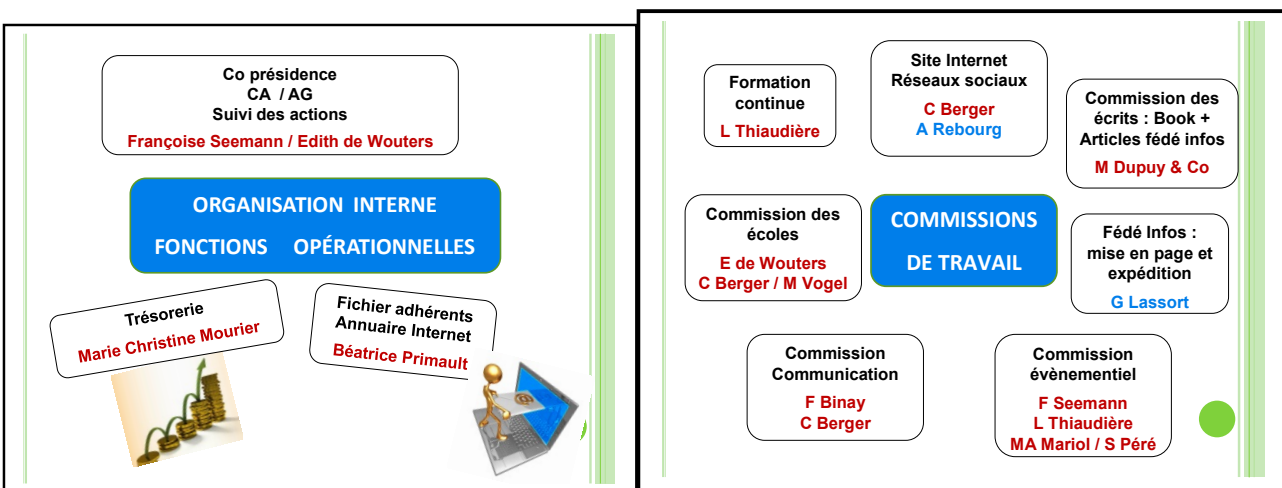 Co présidence
CA / AG
Suivi des actions
Françoise Seemann / Edith de Wouters
ORGANISATION INTERNE
FONCTIONS OPÉRATIONNELLES
Trésorerie
Marie Christine Mourier
Fichier adhérents
Annuaire Internet
Béatrice Primault
Formation
continue
L Thiaudière
Site Internet
Réseaux sociaux
C Berger
A Rebourg
Commission des
écrits : Book +
Articles fédé infos
M Dupuy & Co
Commission des
écoles
E de Wouters
C Berger / M Vogel
COMMISSIONS
DE TRAVAIL
Fédé Infos :
mise en page et
expédition
G Lassort
Commission
Communication
F Binay
C Berger
Commission
évènementiel
F Seemann
L Thiaudière
MA Mariol / S Péré